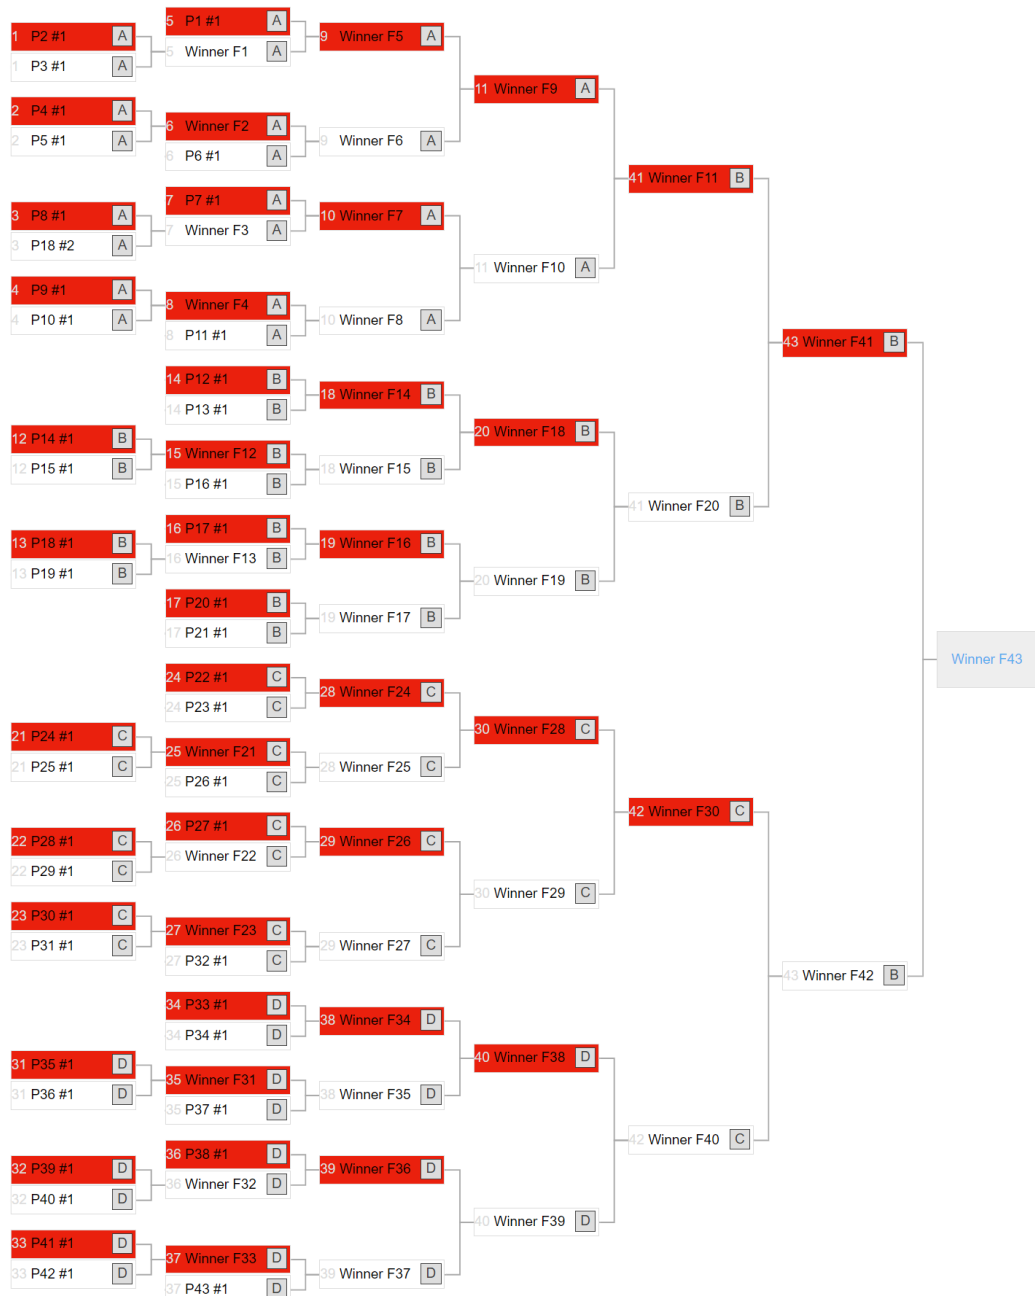 1 P2 #1 A
1 P3 #1 A
2 P4 #1 A
2 P5 #1 A
3 P8 #1 A
3 P18 #2 A
4 P9 #1 A
4 P10 #1 A
12 P14 #1 B
12 P15 #1 B
13 P18 #1 B
13 P19 #1 B
21 P24 #1 C
21 P25 #1 C
22 P28 #1 C
22 P29 #1 C
23 P30 #1 C
23 P31 #1 C
31 P35 #1 D
31 P36 #1 D
32 P39 #1 D
32 P40 #1 D
33 P41 #1 D
33 P42 #1 D
5 P1 #1 A
5 Winner F1 A
6 Winner F2 A
6 P6 #1 A
7 P7 #1 A
7 Winner F3 A
8 Winner F4 A
8 P11 #1 A
14 P12 #1 B
14 P13 #1 B
15 Winner F12 B
15 P16 #1 B
16 P17 #1 B
16 Winner F13 B
17 P20 #1 B
17 P21 #1 B
24 P22 #1 C
24 P23 #1 C
25 Winner F21 C
25 P26 #1 C
26 P27 #1 C
26 Winner F22 C
27 Winner F23 C
27 P32 #1 C
34 P33 #1 D
34 P34 #1 D
35 Winner F31 D
35 P37 #1 D
36 P38 #1 D
36 Winner F32 D
37 Winner F33 D
37 P43 #1 D
9 Winner F5 A
9 Winner F6 A
10 Winner F7 A
10 Winner F8 A
18 Winner F14 B
18 Winner F15 B
19 Winner F16 B
19 Winner F17 B
28 Winner F24 C
28 Winner F25 C
29 Winner F26 C
29 Winner F27 C
38 Winner F34 D
38 Winner F35 D
39 Winner F36 D
39 Winner F37 D
11 Winner F9 A
11 Winner F10 A
20 Winner F18 B
20 Winner F19 B
30 Winner F28 C
30 Winner F29 C
40 Winner F38 D
40 Winner F39 D
41 Winner F11 B
41 Winner F20 B
42 Winner F30 C
42 Winner F40 C
43 Winner F41 B
43 Winner F42 B
Winner F43